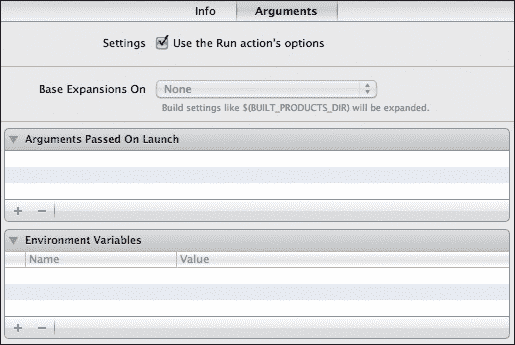 Info Arguments
Settings Use the Run action's options
Base Expansions On None
Build settings like $(BUILT_PRODUCTS_DIR) will be expanded.
Arguments Passed On Launch
+ −
Environment Variables
Name Value
+ −